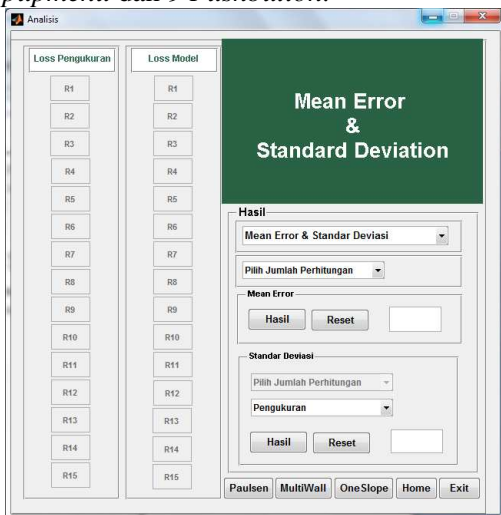 popmenu dan 9 Pushbutton.
Analisis
Loss Pengukuran
R1
R2
R3
R4
R5
R6
R7
R8
R9
R10
R11
R12
R13
R14
R15
Loss Model
R1
R2
R3
R4
R5
R6
R7
R8
R9
R10
R11
R12
R13
R14
R15
Mean Error
&
Standard Deviation
Hasil
Mean Error & Standar Deviasi
Pilih Jumlah Perhitungan
Mean Error
Hasil Reset
Standar Deviasi
Pilih Jumlah Perhitungan
Pengukuran
Hasil Reset
Paulsen MultiWall OneSlope Home Exit